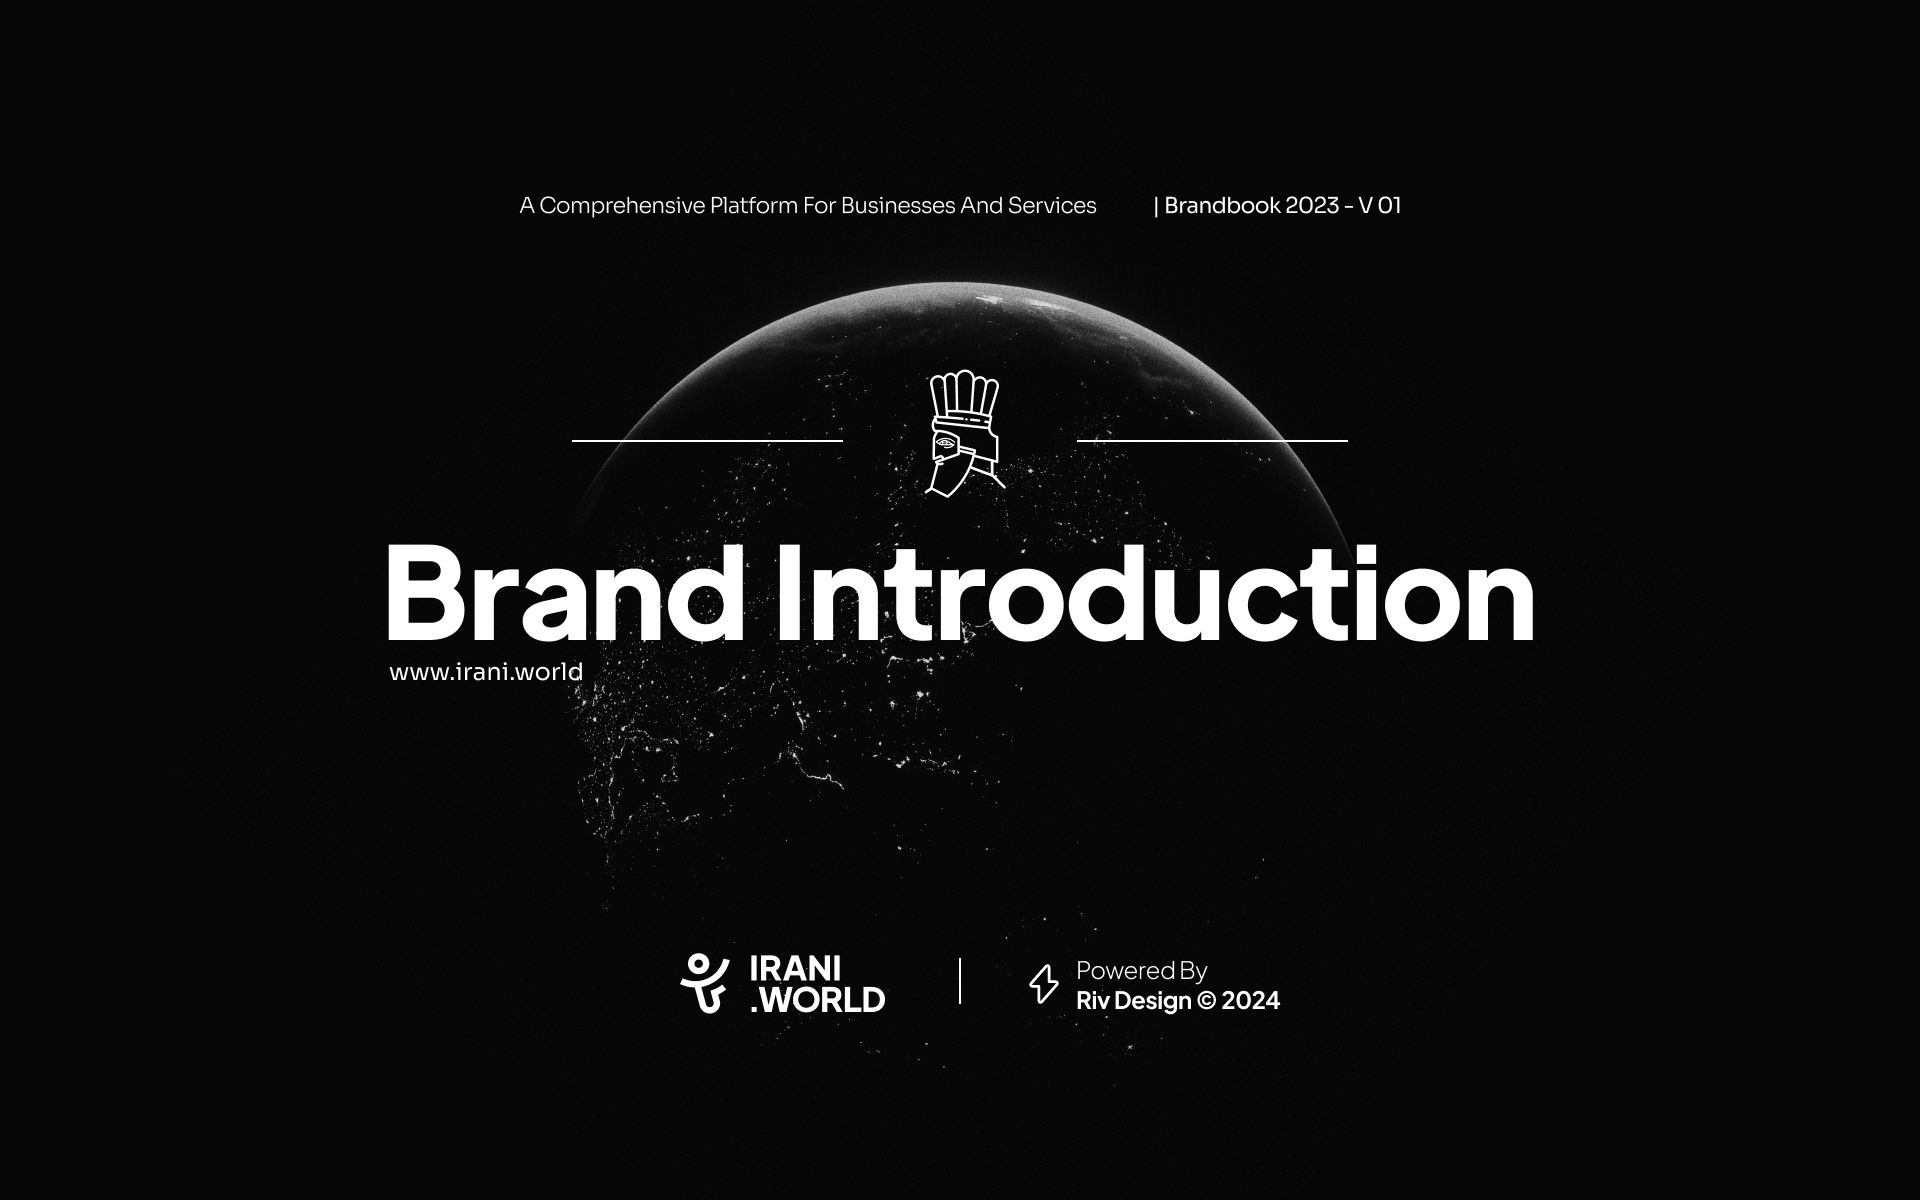 A Comprehensive Platform For Businesses And Services | Brandbook 2023 - V 01
Brand Introduction
www.irani.world
IRANI
.WORLD
Powered By
Riv Design © 2024